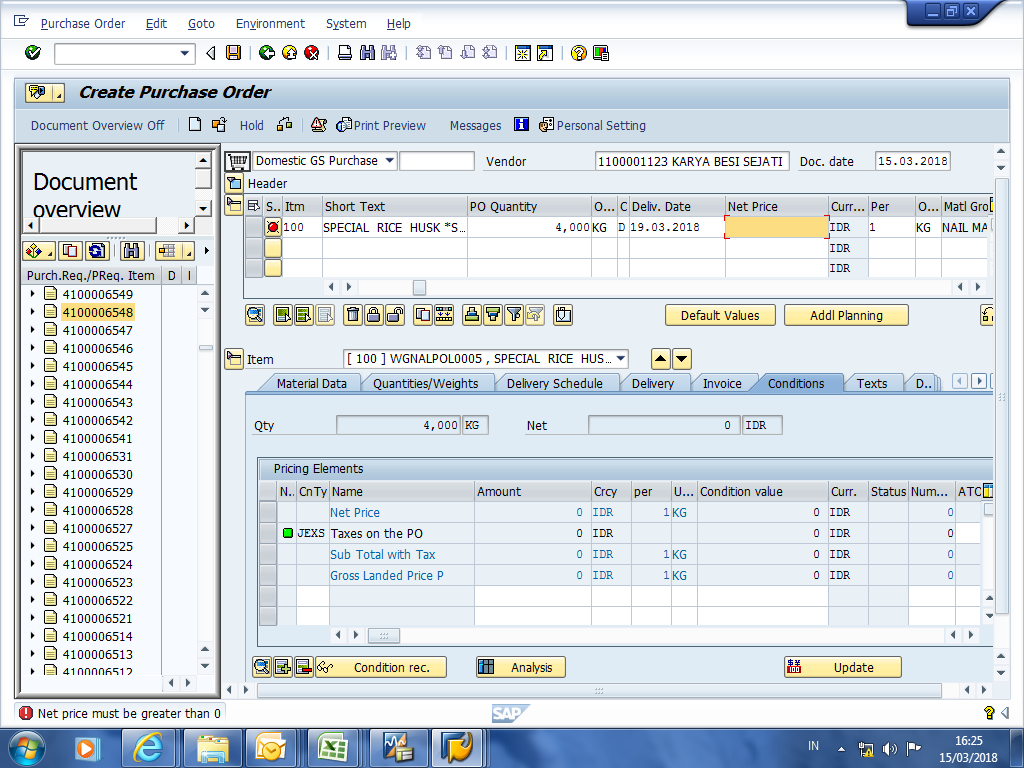 Purchase Order Edit Goto Environment System Help
Create Purchase Order
Document Overview Off Hold Print Preview Messages Personal Setting
Document
overview
Domestic GS Purchase Vendor 1100001123 KARYA BESI SEJATI Doc. date 15.03.2018
Header
S.. Itm Short Text PO Quantity O... C Deliv. Date Net Price Curr... Per O... Matl Gro
100 SPECIAL RICE HUSK *S... 4,000 KG D 19.03.2018 IDR 1 KG NAIL MA
IDR
IDR
Default Values Addl Planning
Purch.Req./PReq. Item D I
4100006549
4100006548
4100006547
4100006546
4100006545
4100006544
4100006543
4100006542
4100006541
4100006531
4100006530
4100006529
4100006528
4100006527
4100006525
4100006524
4100006523
4100006522
4100006521
4100006514
4100006513
4100006512
Item [ 100 ] WGNALPOL0005 , SPECIAL RICE HUS...
Material Data Quantities/Weights Delivery Schedule Delivery Invoice Conditions Texts D..
Qty 4,000 KG Net 0 IDR
Pricing Elements
N.. CnTy Name Amount Crcy per U... Condition value Curr. Status Num... ATO
Net Price 0 IDR 1 KG 0 IDR 0
JEXS Taxes on the PO 0 IDR 0 IDR 0
Sub Total with Tax 0 IDR 1 KG 0 IDR 0
Gross Landed Price P 0 IDR 1 KG 0 IDR 0
Condition rec. Analysis Update
Net price must be greater than 0
SAP
IN 16:25
15/03/2018